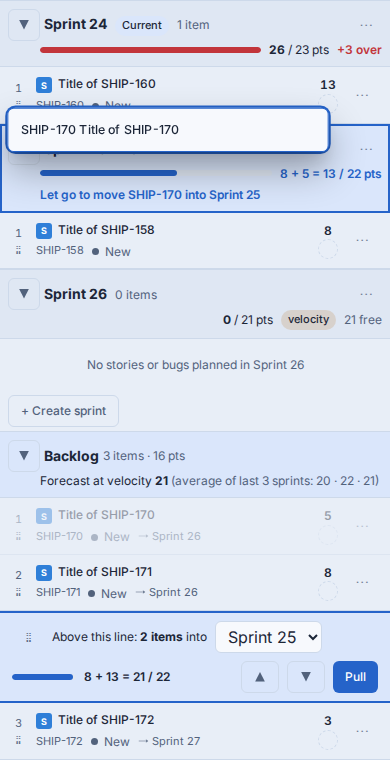 ▼ Sprint 24 Current 1 item ...
26 / 23 pts +3 over
1 S Title of SHIP-160 13 ...
SHIP-160 New
SHIP-170 Title of SHIP-170
...
8 + 5 = 13 / 22 pts
Let go to move SHIP-170 into Sprint 25
1 S Title of SHIP-158 8 ...
SHIP-158 New
▼ Sprint 26 0 items ...
0 / 21 pts velocity 21 free
No stories or bugs planned in Sprint 26
+ Create sprint
▼ Backlog 3 items · 16 pts
Forecast at velocity 21 (average of last 3 sprints: 20 · 22 · 21)
1 S Title of SHIP-170 5 ...
SHIP-170 New → Sprint 26
2 S Title of SHIP-171 8 ...
SHIP-171 New → Sprint 26
Above this line: 2 items into Sprint 25
8 + 13 = 21 / 22 ▲ ▼ Pull
3 S Title of SHIP-172 3 ...
SHIP-172 New → Sprint 27